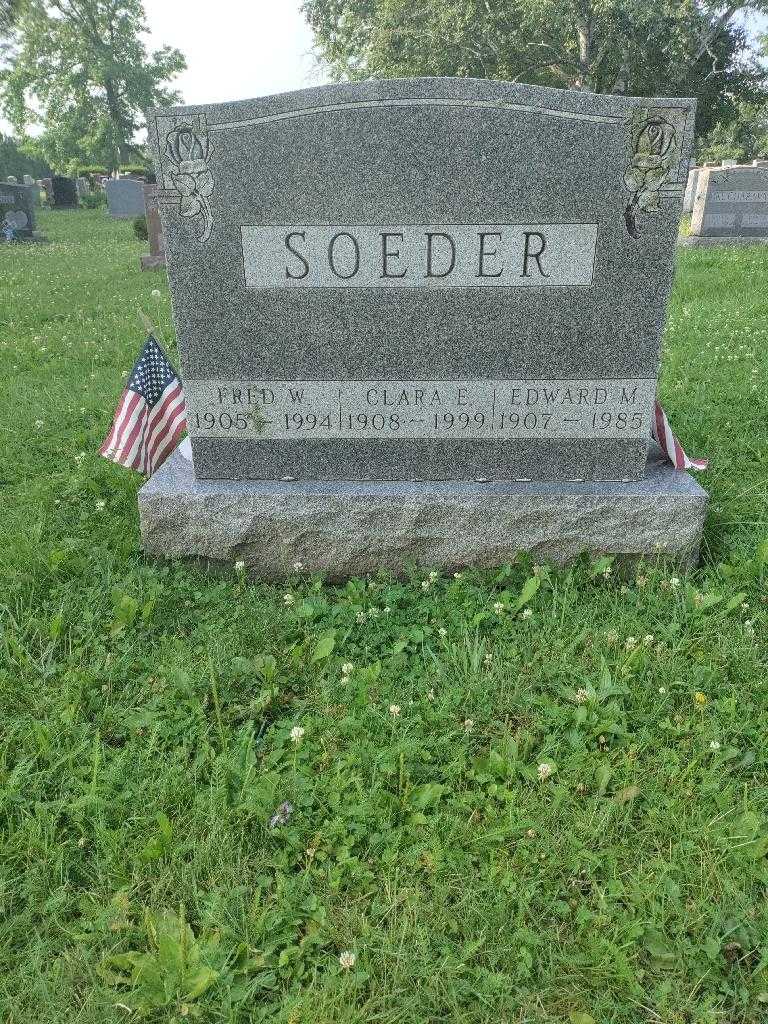 SOEDER
FRED W. CLARA E. EDWARD M.
1905 — 1994 1908 — 1999 1907 — 1985